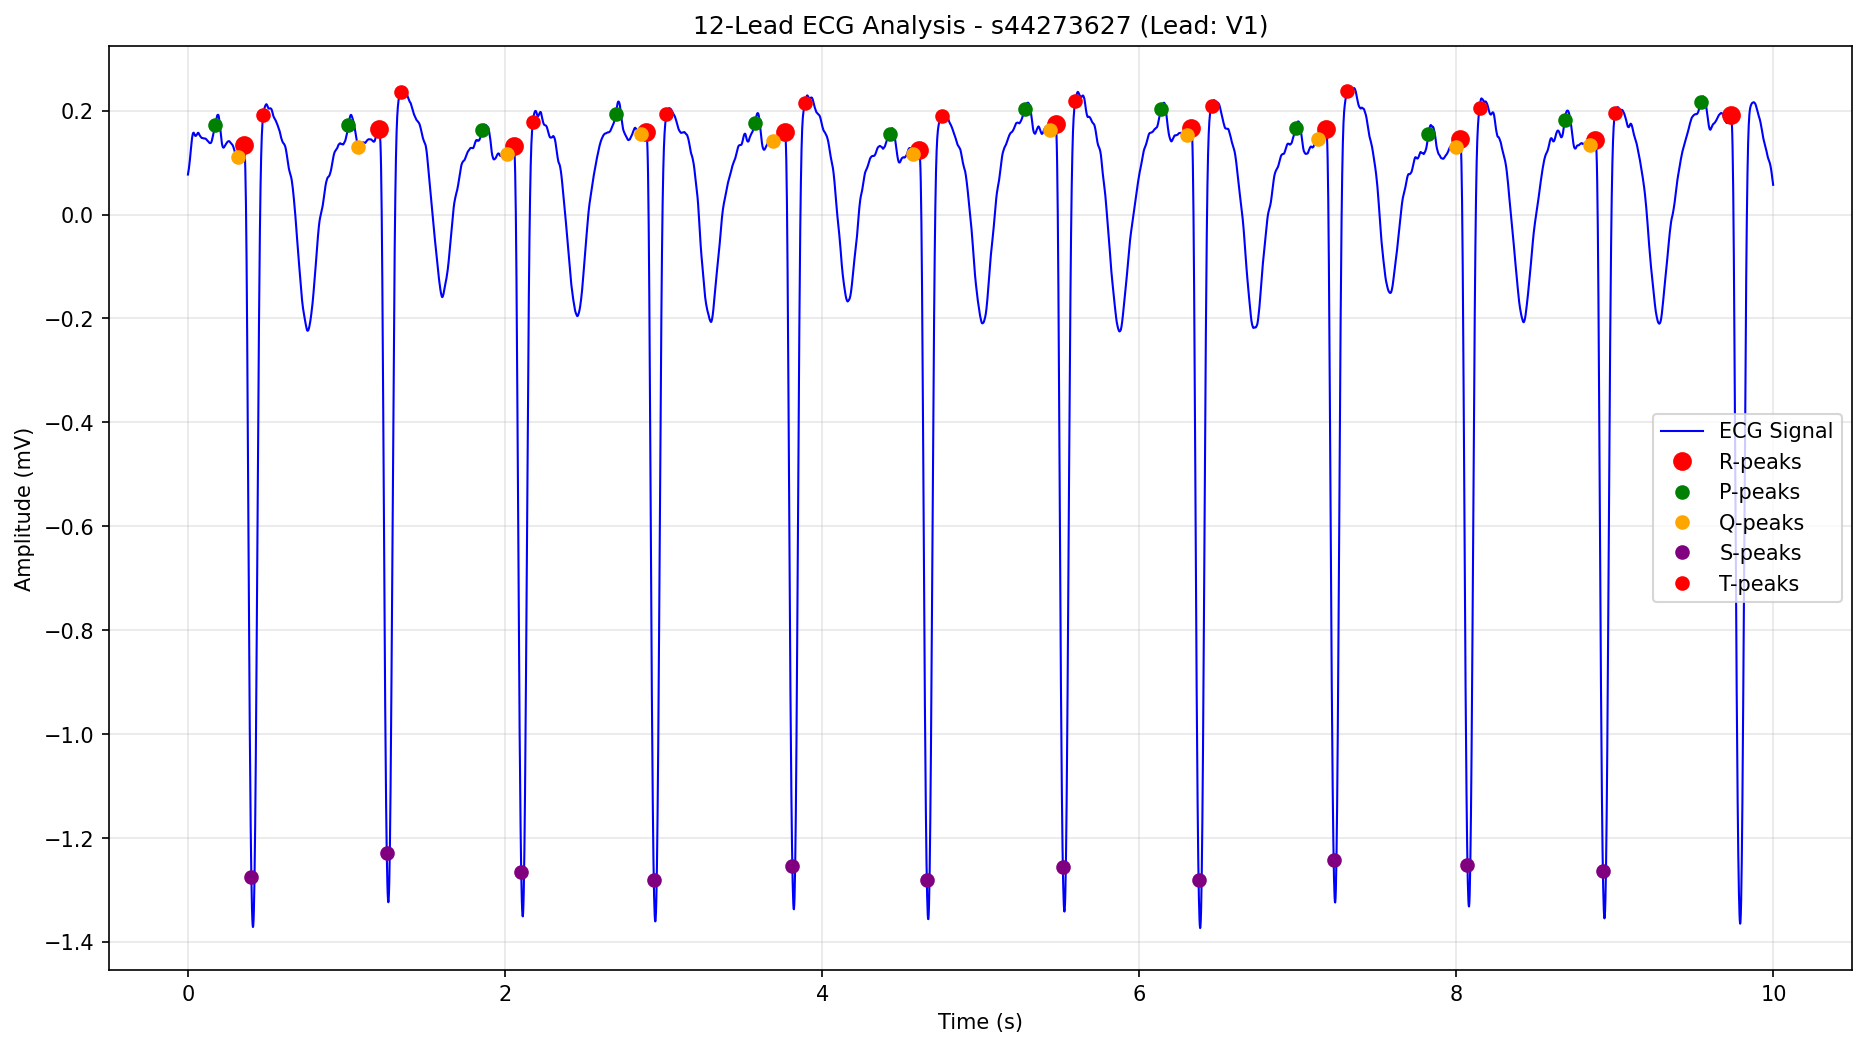 12-Lead ECG Analysis - s44273627 (Lead: V1)
Amplitude (mV)
0.2
0.0
−0.2
−0.4
−0.6
−0.8
−1.0
−1.2
−1.4
ECG Signal
R-peaks
P-peaks
Q-peaks
S-peaks
T-peaks
0 2 4 6 8 10
Time (s)